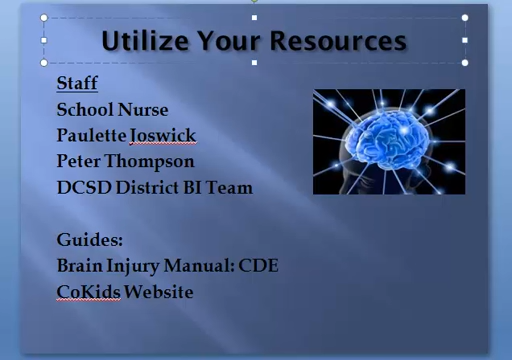 Utilize Your Resources
Staff
School Nurse
Paulette Joswick
Peter Thompson
DCSD District BI Team
Guides:
Brain Injury Manual: CDE
CoKids Website